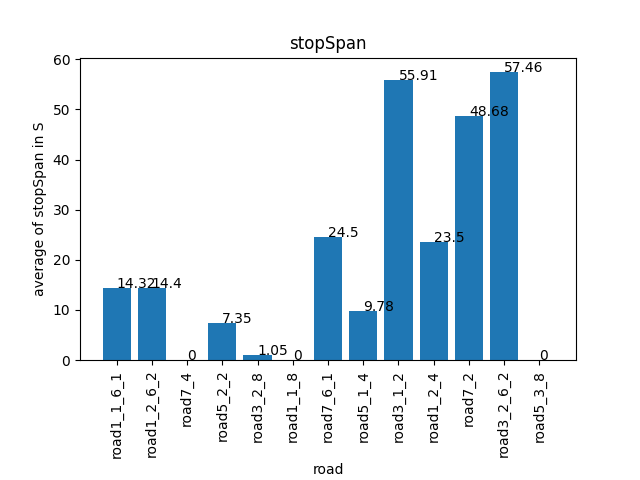 stopSpan
average of stopSpan in S
60
50
40
30
20
10
0
14.32
14.4
0
7.35
1.05
0
24.5
9.78
55.91
23.5
48.68
57.46
0
road1_1_6_1
road1_2_6_2
road7_4
road5_2_2
road3_2_8
road1_1_8
road7_6_1
road5_1_4
road3_1_2
road1_2_4
road7_2
road3_2_6_2
road5_3_8
road